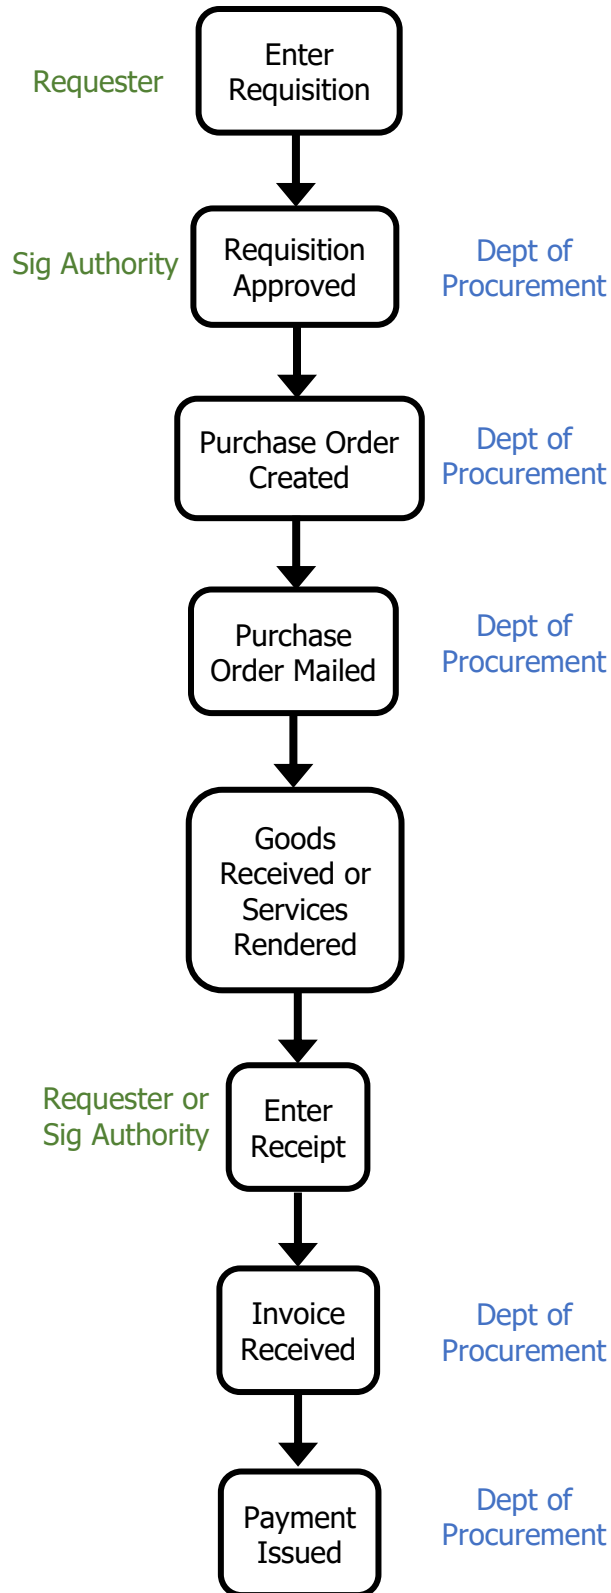 Requester
Enter
Requisition
Sig Authority
Requisition
Approved
Dept of
Procurement
Purchase Order
Created
Dept of
Procurement
Purchase
Order Mailed
Dept of
Procurement
Goods
Received or
Services
Rendered
Requester or
Sig Authority
Enter
Receipt
Invoice
Received
Dept of
Procurement
Payment
Issued
Dept of
Procurement